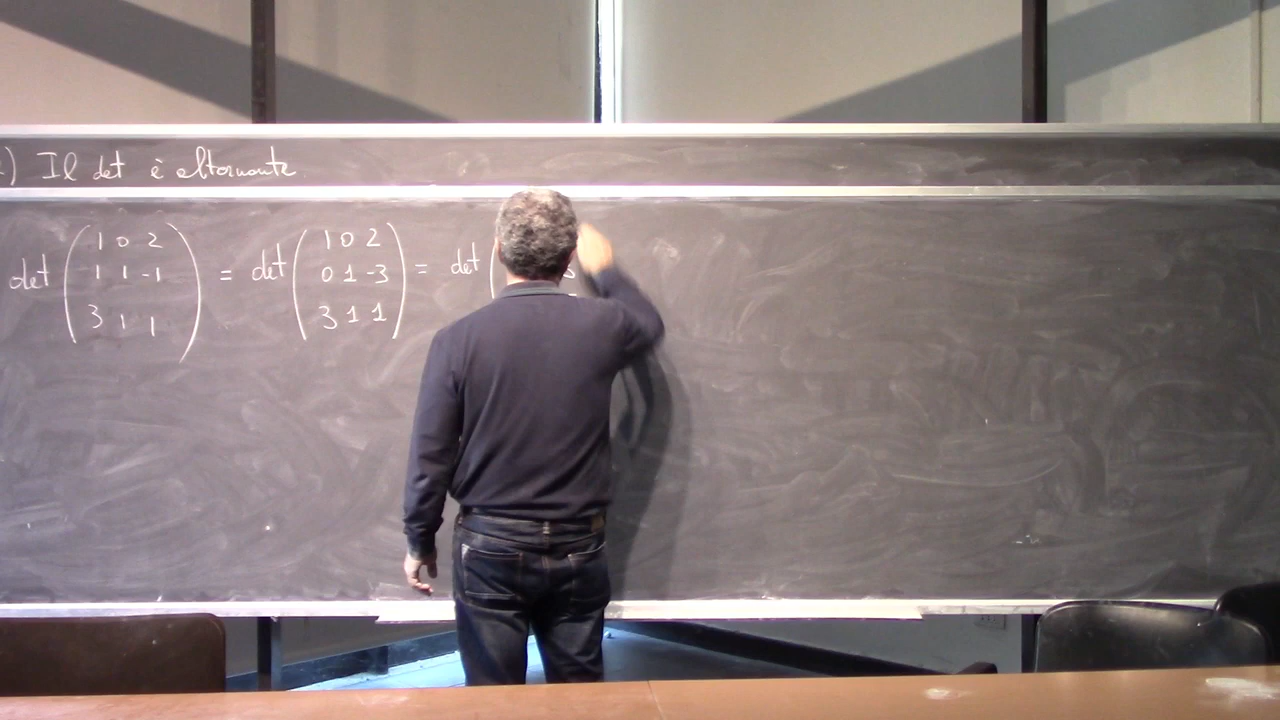 ) Il det è alternante.
det ( 1 0 2 ) = det ( 1 0 2 ) = det (
1 1 -1 0 1 -3 3
3 1 1 3 1 1